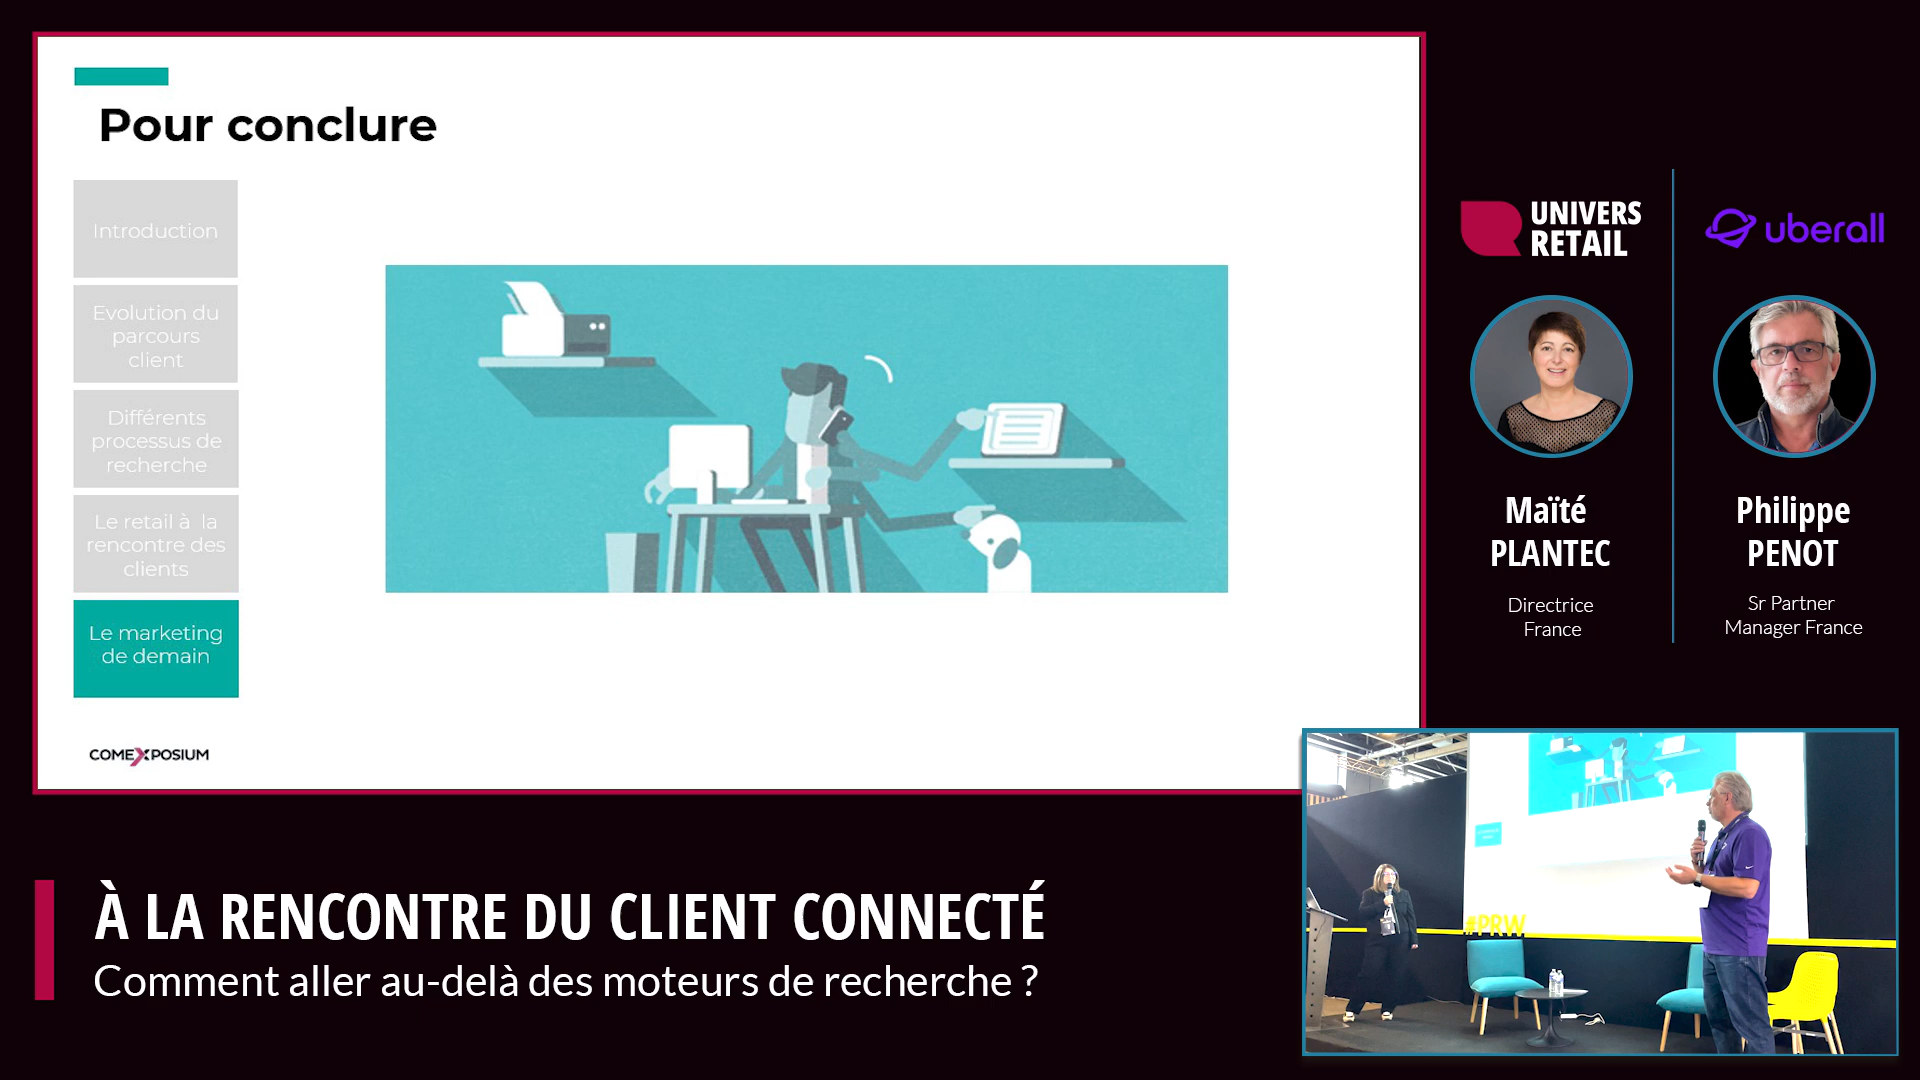 Pour conclure
Introduction
Evolution du
parcours
client
Différents
processus de
recherche
Le retail à la
rencontre des
clients
Le marketing
de demain
COMEXPOSIUM
UNIVERS
RETAIL
uberall
Maïté
PLANTEC
Directrice
France
Philippe
PENOT
Sr Partner
Manager France
#PRW
À LA RENCONTRE DU CLIENT CONNECTÉ
Comment aller au-delà des moteurs de recherche ?